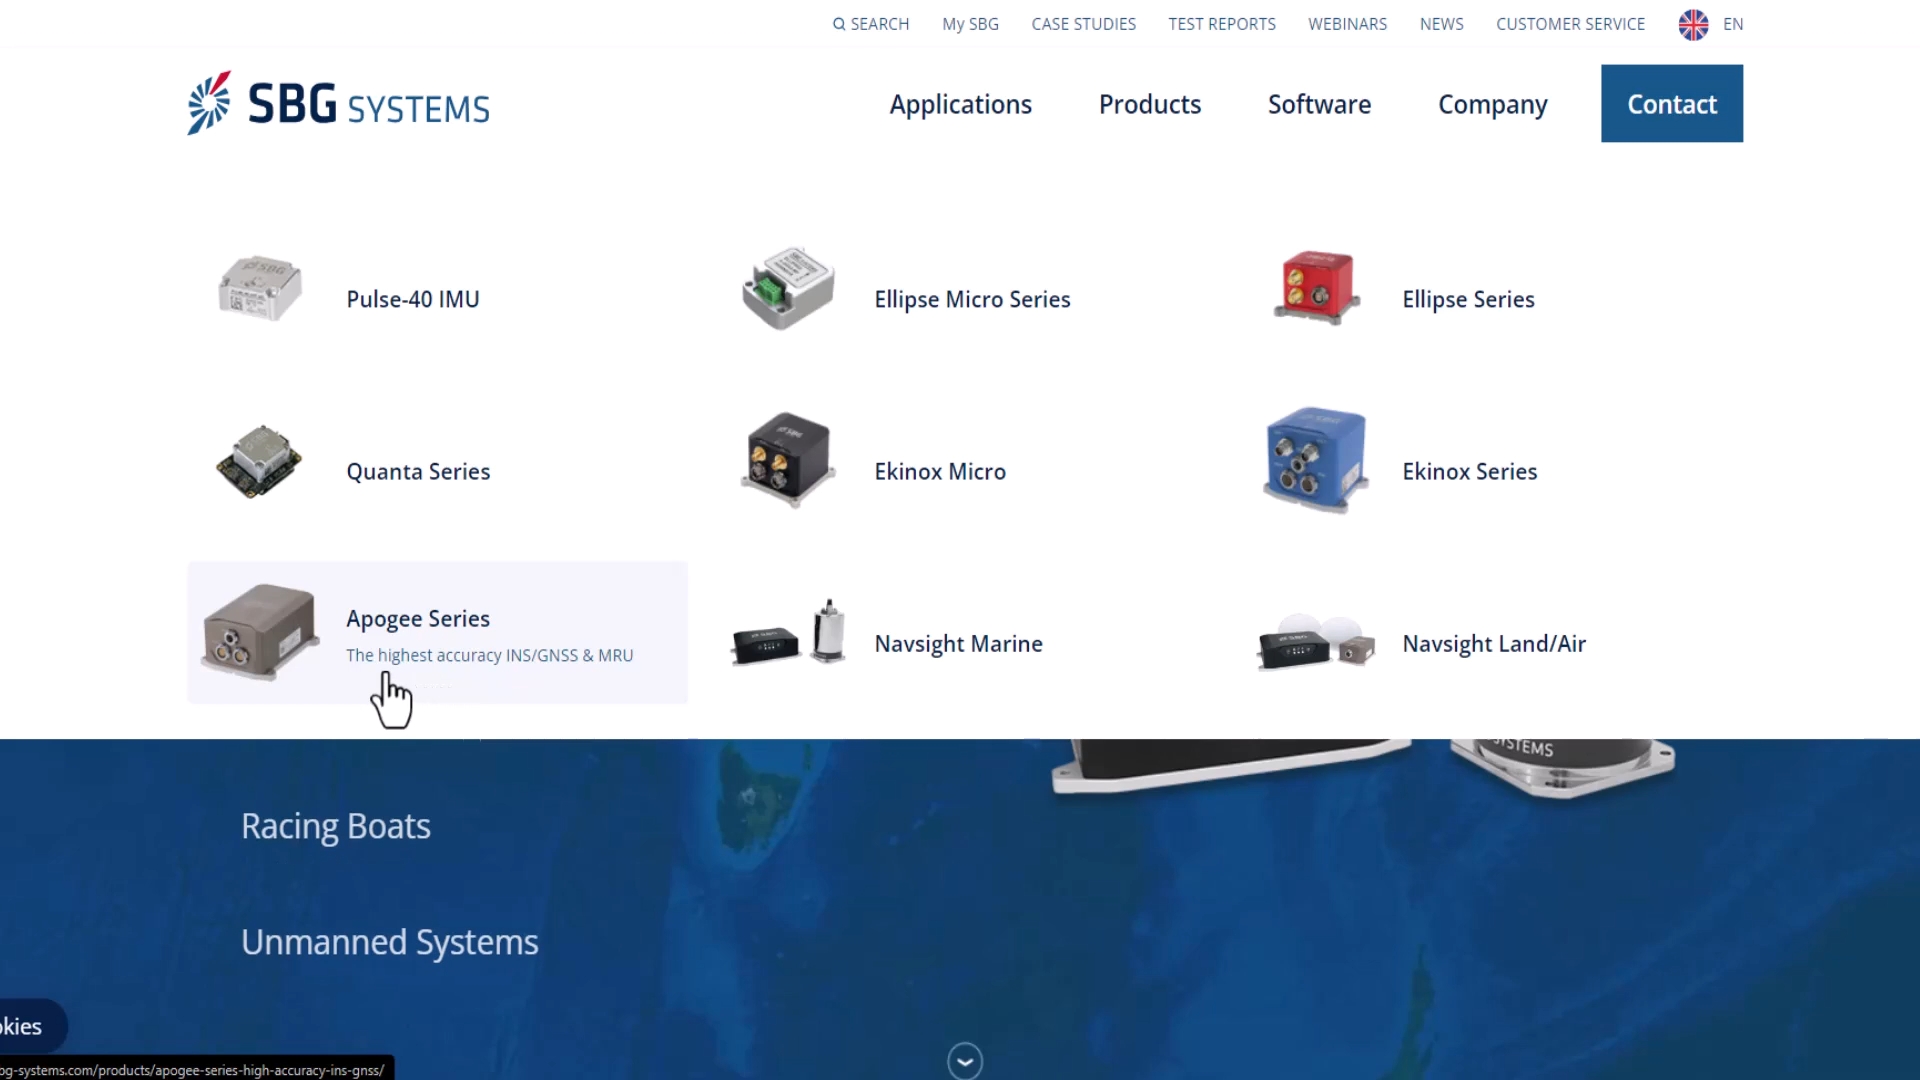 SEARCH
My SBG
CASE STUDIES
TEST REPORTS
WEBINARS
NEWS
CUSTOMER SERVICE
EN
SBG SYSTEMS
Applications
Products
Software
Company
Contact
Pulse-40 IMU
Ellipse Micro Series
Ellipse Series
Quanta Series
Ekinox Micro
Ekinox Series
Apogee Series
The highest accuracy INS/GNSS & MRU
Navsight Marine
Navsight Land/Air
SYSTEMS
Racing Boats
Unmanned Systems
okies
bg-systems.com/products/apogee-series-high-accuracy-ins-gnss/